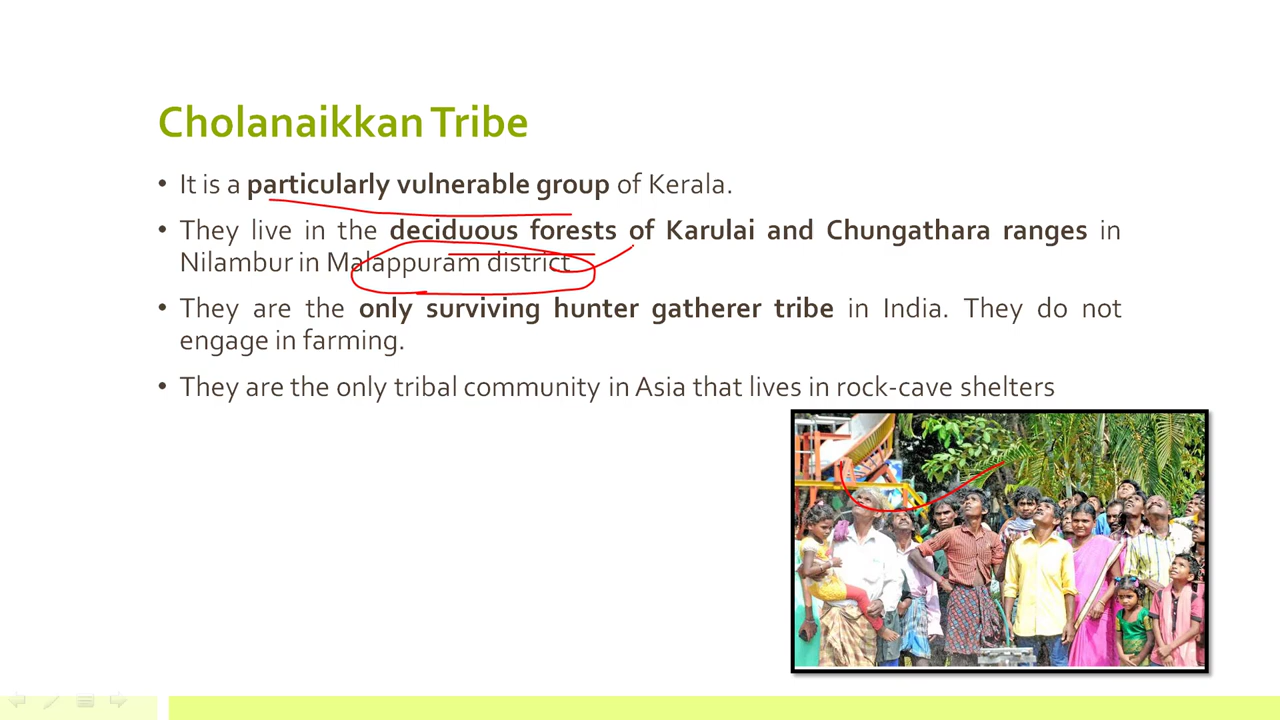 Cholanaikkan Tribe
• It is a particularly vulnerable group of Kerala.
• They live in the deciduous forests of Karulai and Chungathara ranges in
Nilambur in Malappuram district
• They are the only surviving hunter gatherer tribe in India. They do not
engage in farming.
• They are the only tribal community in Asia that lives in rock-cave shelters